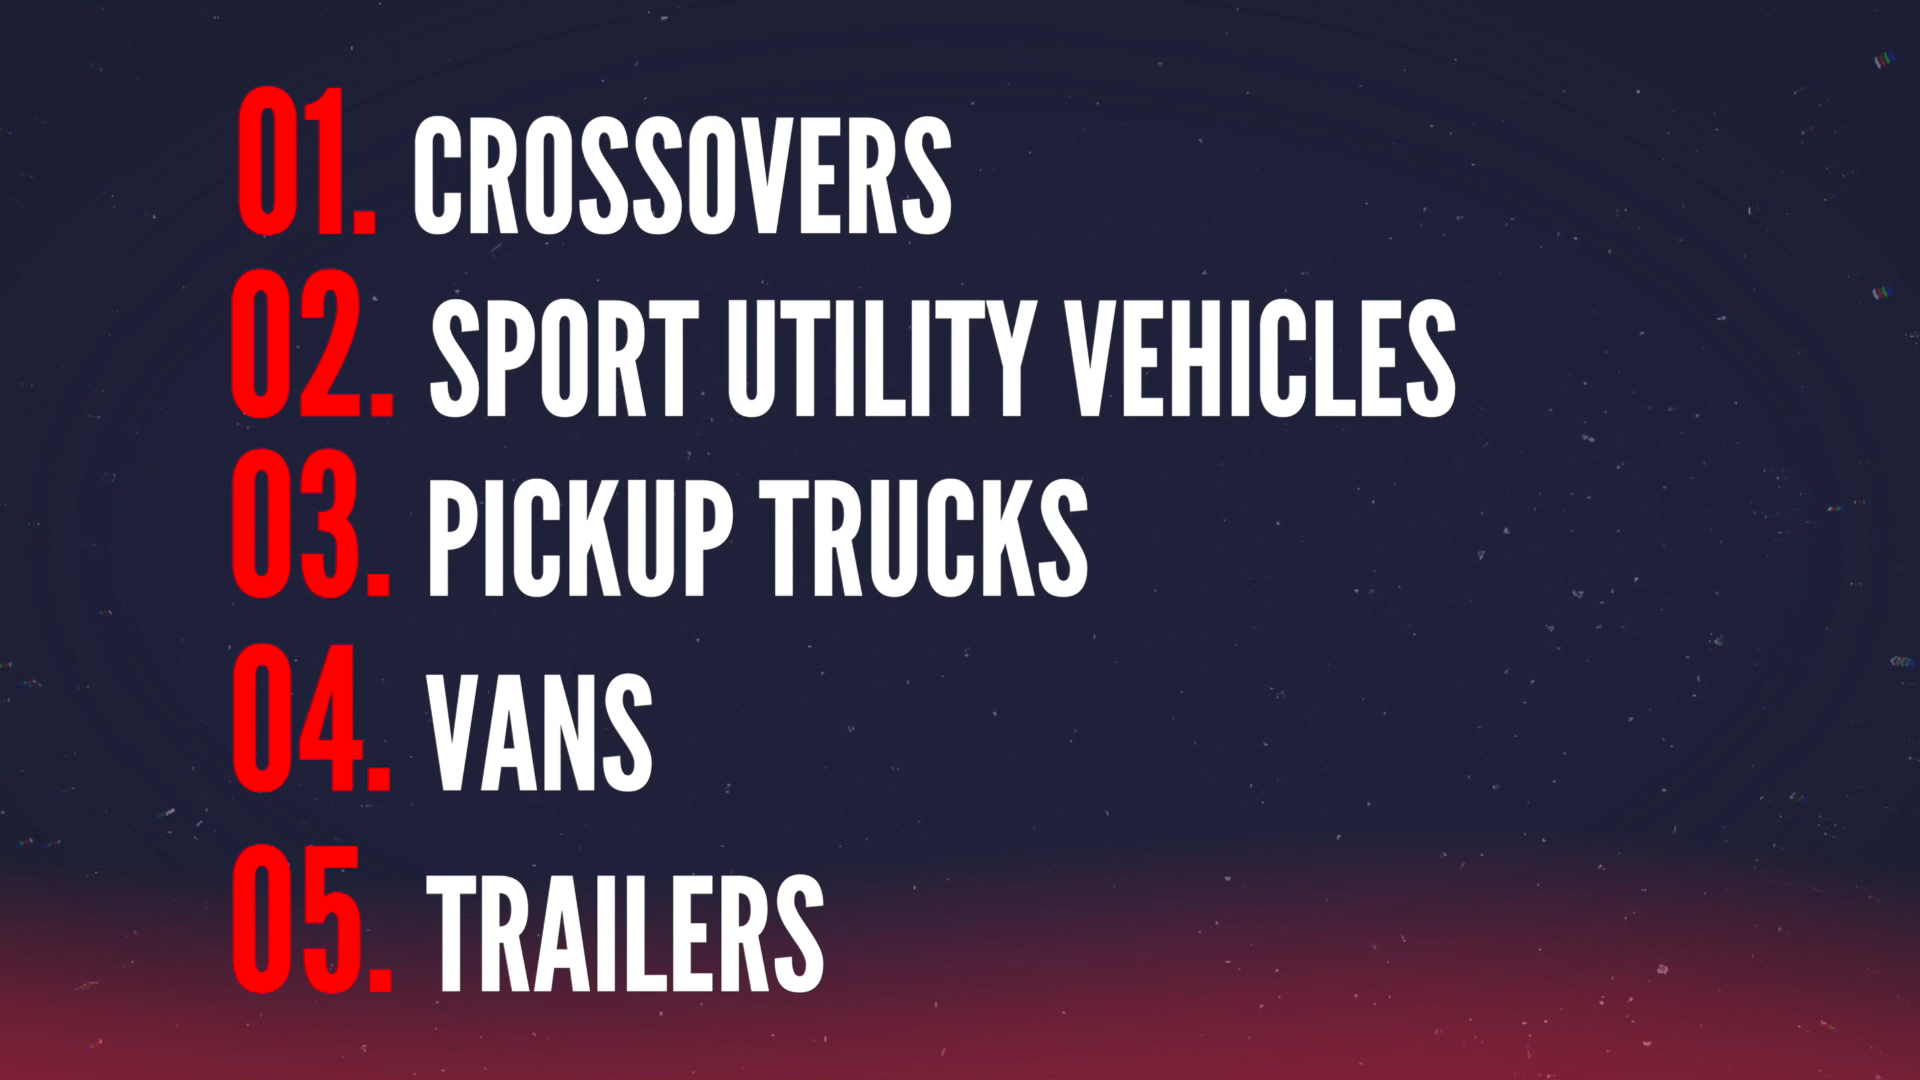 01. CROSSOVERS
02. SPORT UTILITY VEHICLES
03. PICKUP TRUCKS
04. VANS
05. TRAILERS